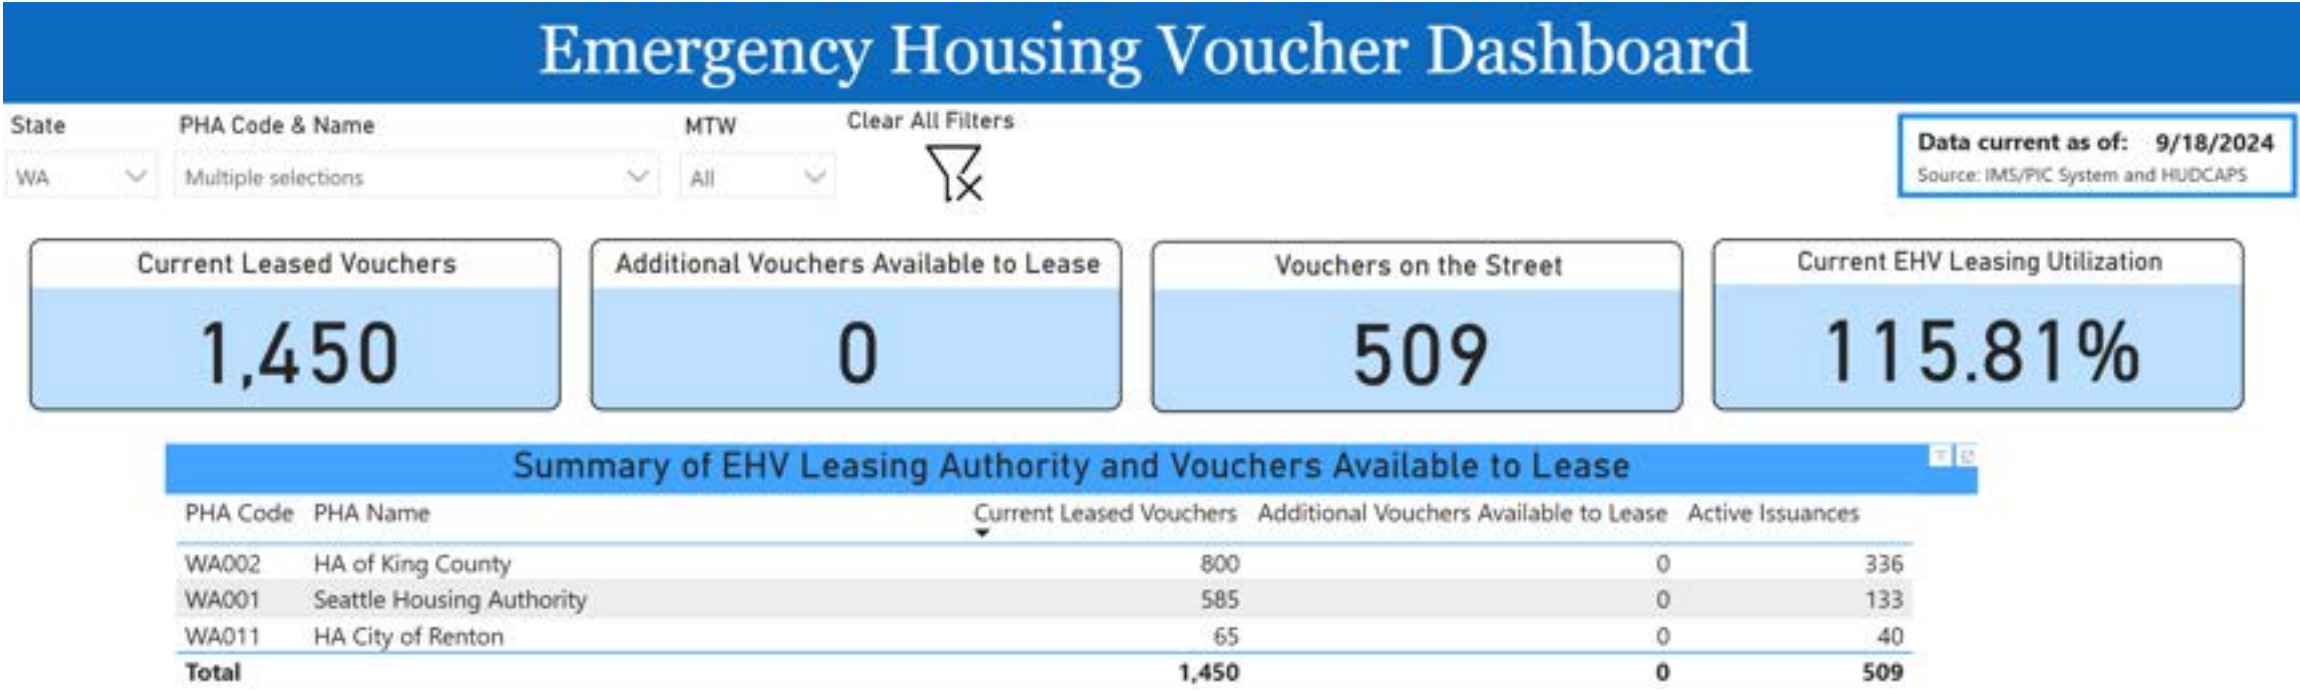 Emergency Housing Voucher Dashboard
State PHA Code & Name MTW Clear All Filters
WA Multiple selections All
Data current as of: 9/18/2024
Source: IMS/PIC System and HUDCAPS
Current Leased Vouchers Additional Vouchers Available to Lease Vouchers on the Street Current EHV Leasing Utilization
1,450 0 509 115.81%
Summary of EHV Leasing Authority and Vouchers Available to Lease
PHA Code PHA Name Current Leased Vouchers Additional Vouchers Available to Lease Active Issuances
WA002 HA of King County 800 0 336
WA001 Seattle Housing Authority 585 0 133
WA011 HA City of Renton 65 0 40
Total 1,450 0 509